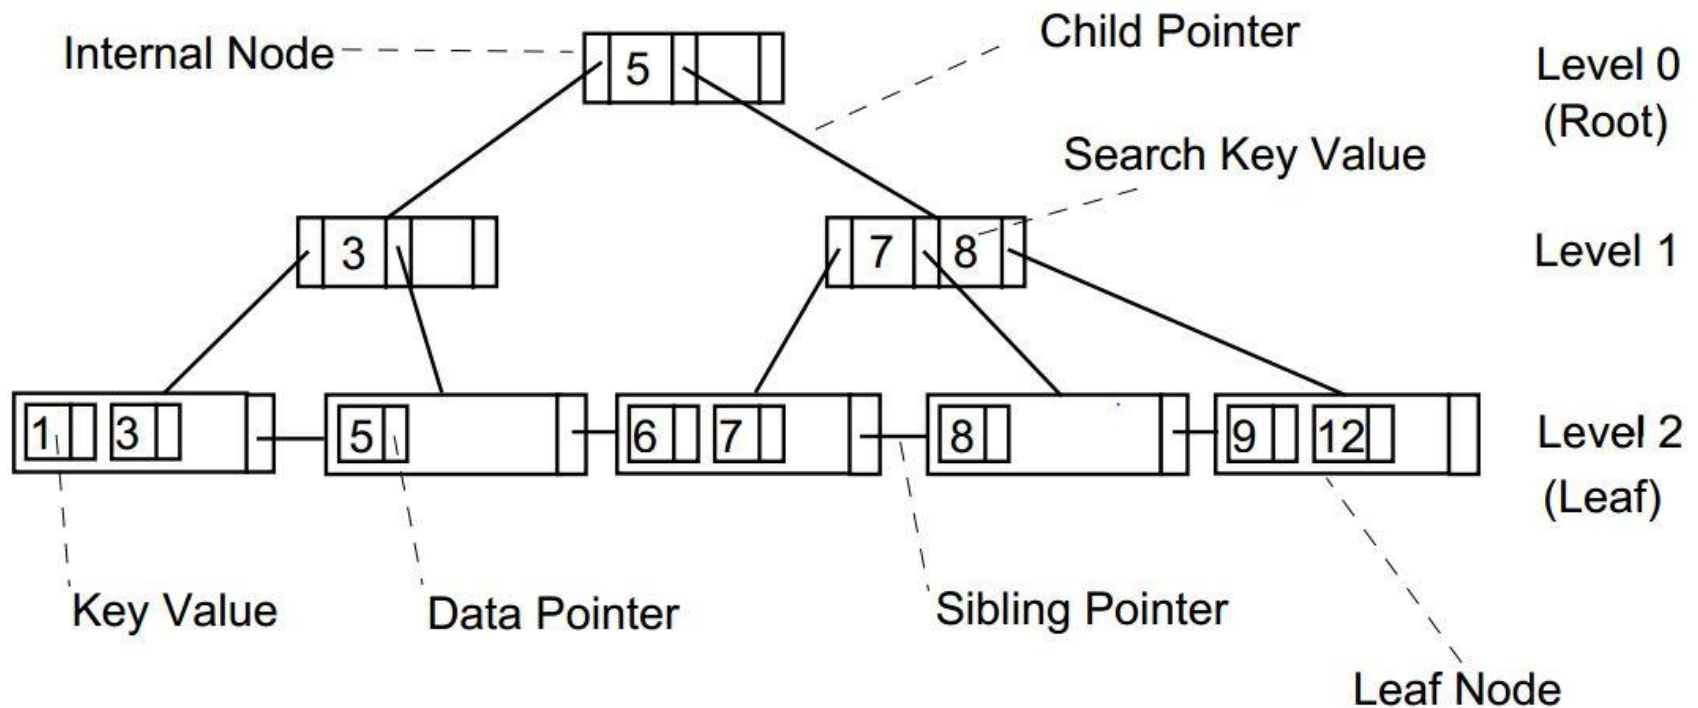 Internal Node
Child Pointer
5
Level 0
(Root)
Search Key Value
3
7 8
Level 1
1 3
5
6 7
8
9 12
Level 2
(Leaf)
Key Value
Data Pointer
Sibling Pointer
Leaf Node